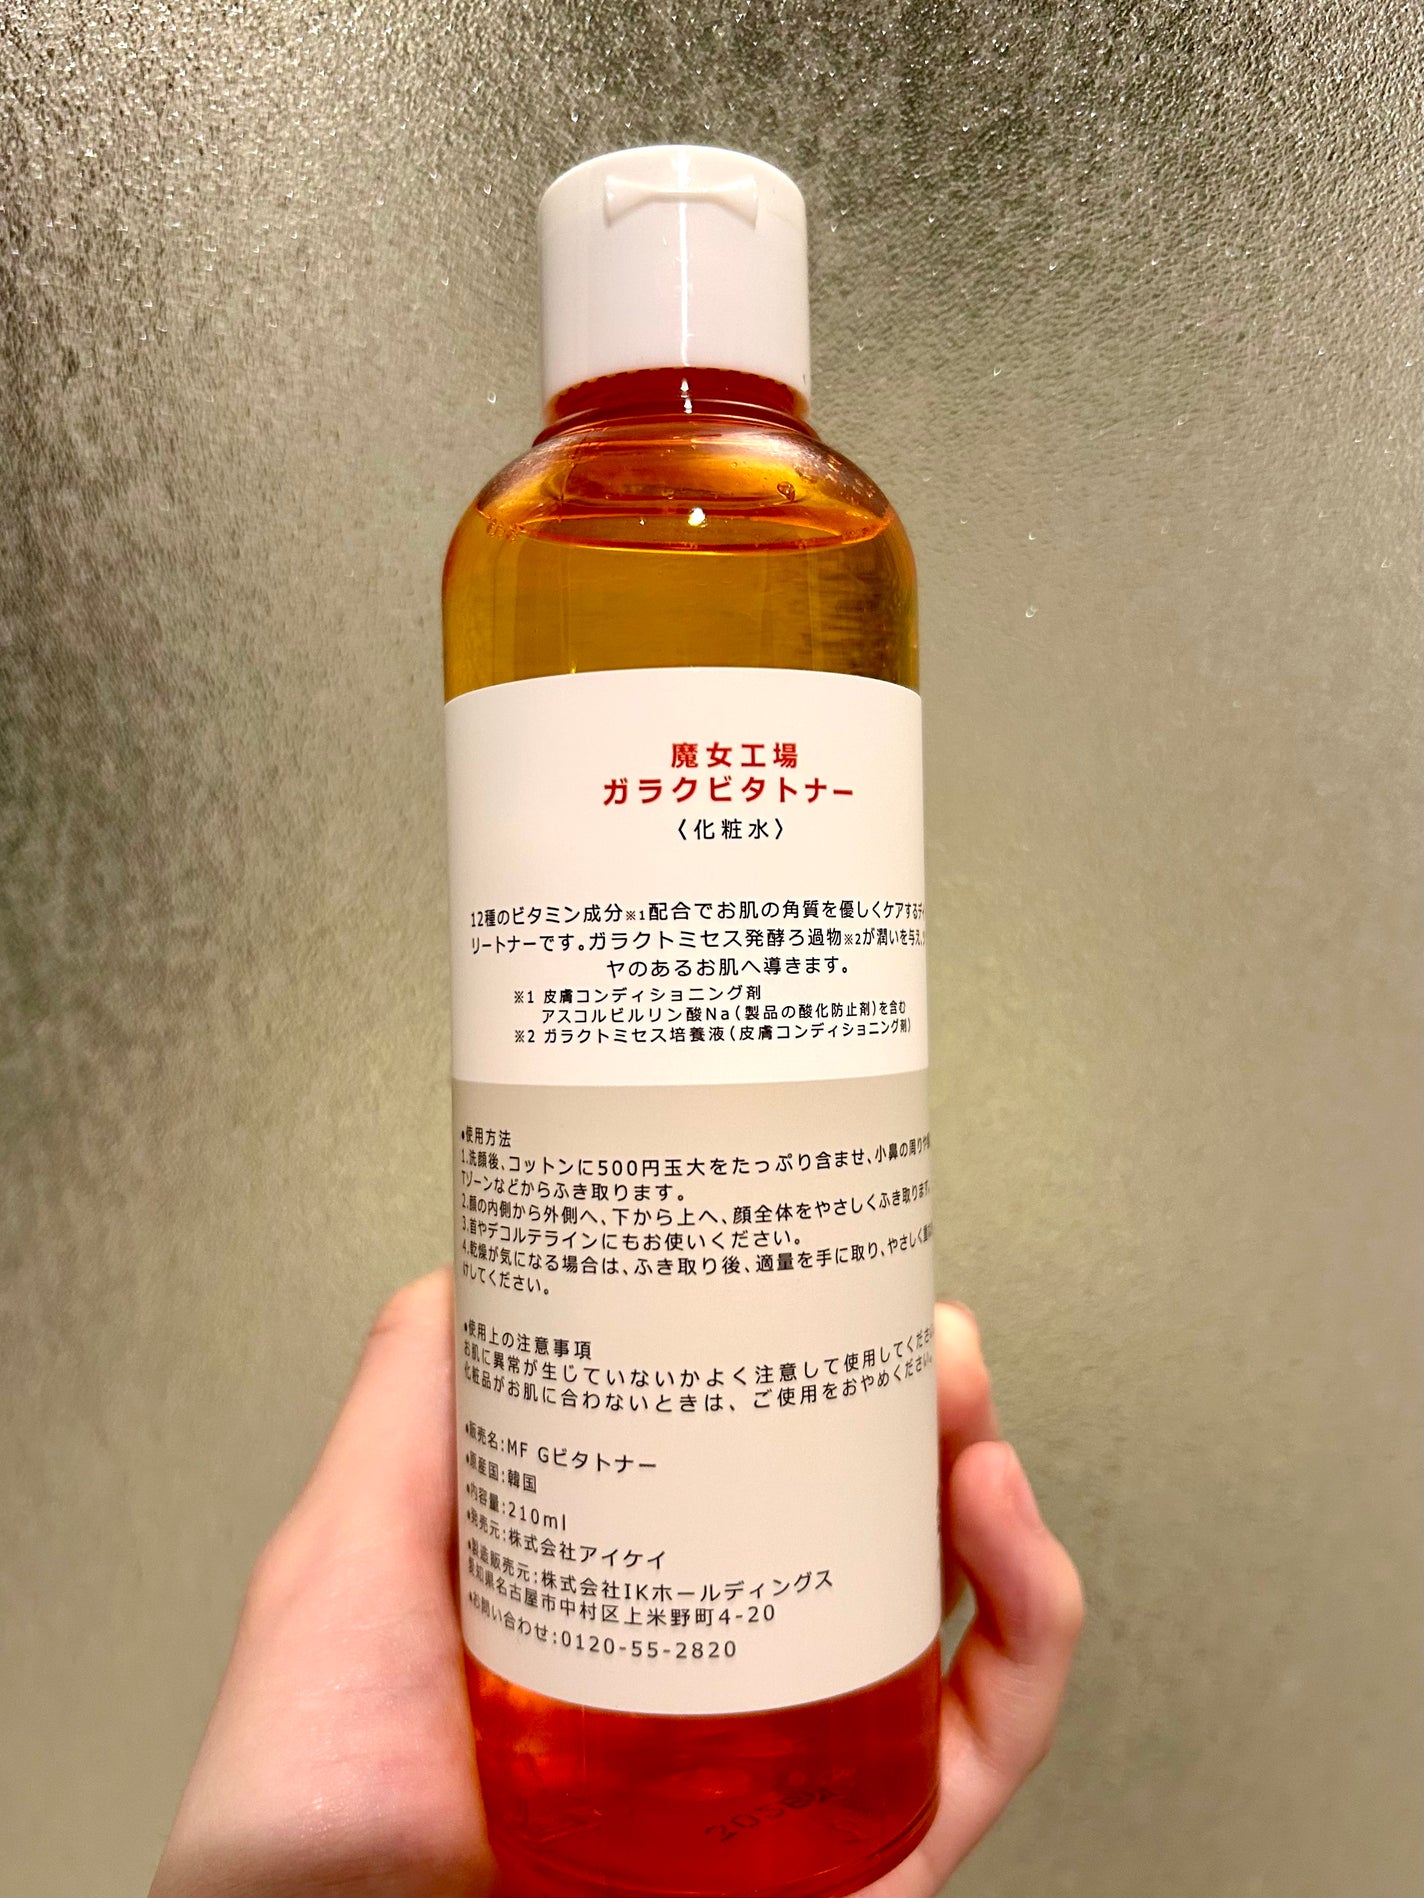 魔女工場
ガラクビタトナー
〈化粧水〉
12種のビタミン成分※1配合でお肌の角質を優しくケアするデ
リートナーです。ガラクトミセス発酵ろ過物※2が潤いを与え、
ヤのあるお肌へ導きます。
※1 皮膚コンディショニング剤
アスコルビルリン酸Na(製品の酸化防止剤)を含む
※2 ガラクトミセス培養液(皮膚コンディショニング剤)
●使用方法
1.洗顔後、コットンに500円玉大をたっぷり含ませ、小鼻の周りや
Tゾーンなどからふき取ります。
2.顔の内側から外側へ、下から上へ、顔全体をやさしくふき取ります。
3.首やデコルテラインにもお使いください。
4.乾燥が気になる場合は、ふき取り後、適量を手に取り、やさしく
けしてください。
●使用上の注意事項
お肌に異常が生じていないかよく注意して使用してください
化粧品がお肌に合わないときは、ご使用をおやめください。
●販売名:MF Gビタトナー
●原産国:韓国
●内容量:210ml
●発売元:株式会社アイケイ
●製造販売元:株式会社IKホールディングス
愛知県名古屋市中村区上米野町4-20
●お問い合わせ:0120-55-2820